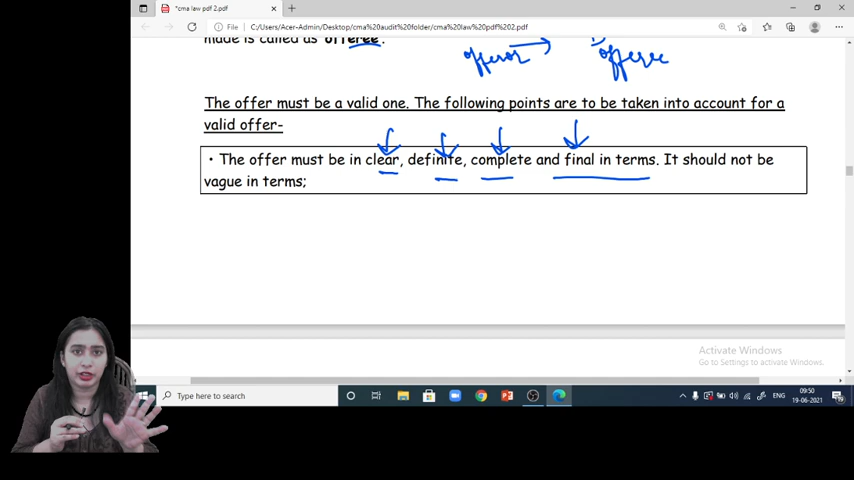 *cma law pdf 2.pdf
File
C:/Users/Acer-Admin/Desktop/cma%20audit%20folder/cma%20law%20pdf%202.pdf
made is called as offeree.
offeror
offeree
The offer must be a valid one. The following points are to be taken into account for a
valid offer-
• The offer must be in clear, definite, complete and final in terms. It should not be
vague in terms;
Activate Windows
Go to Settings to activate Windows.
Type here to search
ENG
09:50
19-06-2021